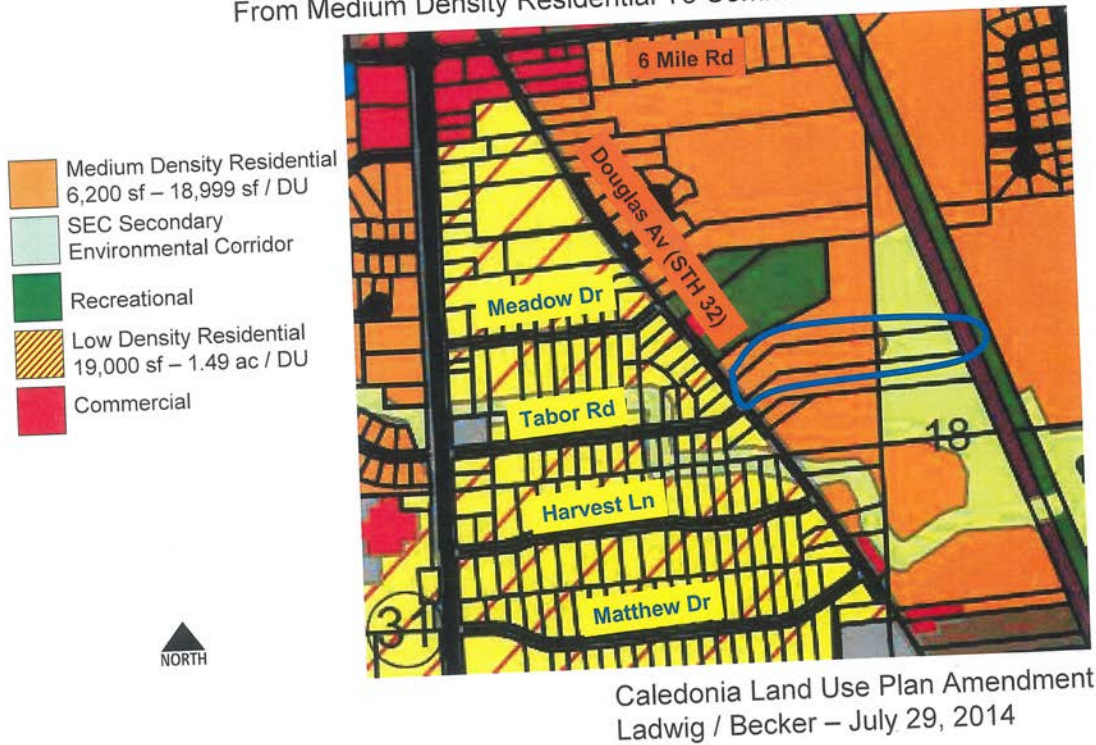 From Medium Density Residential To
6 Mile Rd
Medium Density Residential
6,200 sf – 18,999 sf / DU
SEC Secondary
Environmental Corridor
Recreational
Low Density Residential
19,000 sf – 1.49 ac / DU
Commercial
Douglas Av (STH 32)
Meadow Dr
Tabor Rd
18
Harvest Ln
Matthew Dr
31
NORTH
Caledonia Land Use Plan Amendment
Ladwig / Becker – July 29, 2014